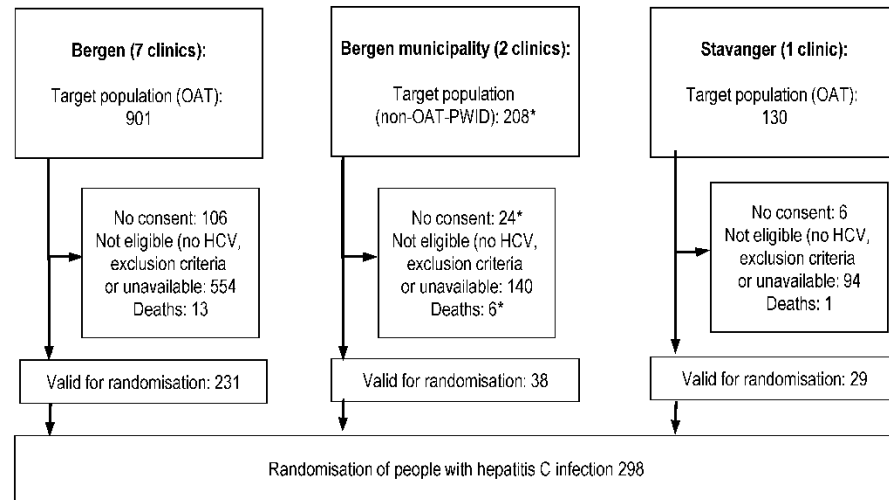 Bergen (7 clinics):
Target population (OAT):
901
Bergen municipality (2 clinics):
Target population
(non-OAT-PWID): 208*
Stavanger (1 clinic):
Target population (OAT):
130
No consent: 106
Not eligible (no HCV,
exclusion criteria
or unavailable: 554
Deaths: 13
No consent: 24*
Not eligible (no HCV,
exclusion criteria
or unavailable: 140
Deaths: 6*
No consent: 6
Not eligible (no HCV,
exclusion criteria
or unavailable: 94
Deaths: 1
Valid for randomisation: 231
Valid for randomisation: 38
Valid for randomisation: 29
Randomisation of people with hepatitis C infection 298